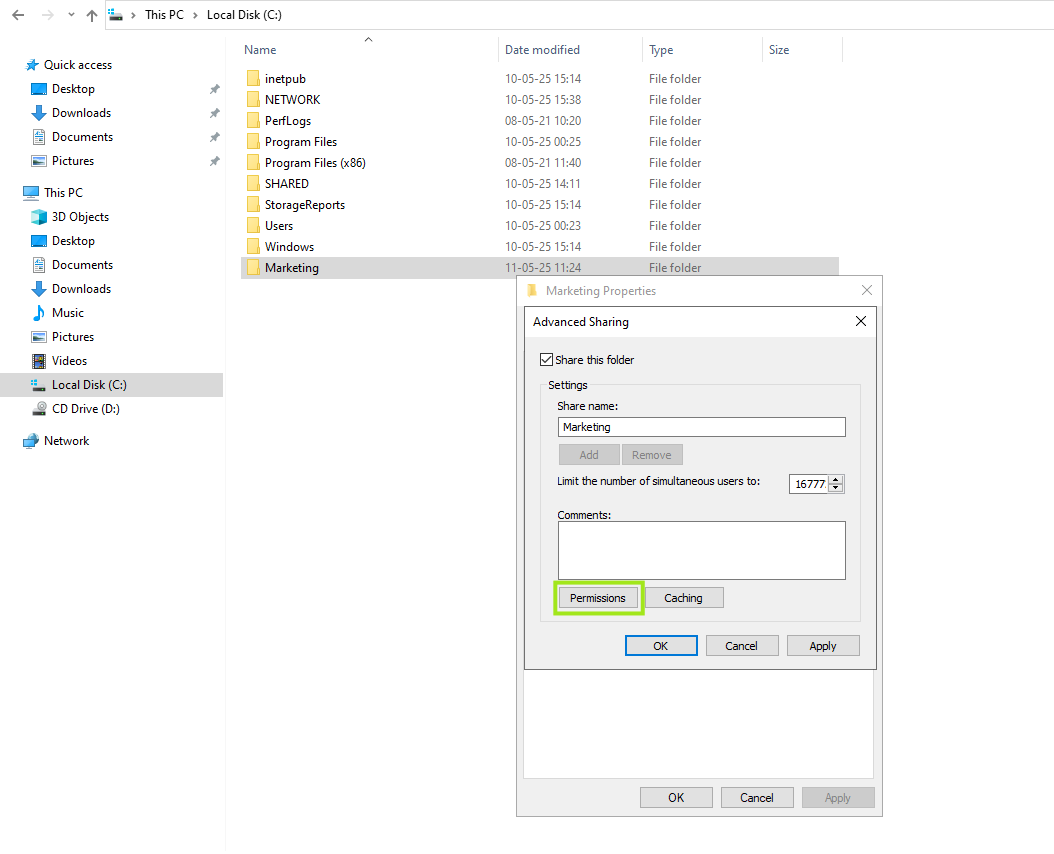 This PC > Local Disk (C:)
Name Date modified Type Size
Quick access
Desktop
Downloads
Documents
Pictures
This PC
3D Objects
Desktop
Documents
Downloads
Music
Pictures
Videos
Local Disk (C:)
CD Drive (D:)
Network
inetpub 10-05-25 15:14 File folder
NETWORK 10-05-25 15:38 File folder
PerfLogs 08-05-21 10:20 File folder
Program Files 10-05-25 00:25 File folder
Program Files (x86) 08-05-21 11:40 File folder
SHARED 10-05-25 14:11 File folder
StorageReports 10-05-25 15:14 File folder
Users 10-05-25 00:23 File folder
Windows 10-05-25 15:14 File folder
Marketing 11-05-25 11:24 File folder
Marketing Properties
Advanced Sharing
Share this folder
Settings
Share name:
Marketing
Add Remove
Limit the number of simultaneous users to: 16777
Comments:
Permissions Caching
OK Cancel Apply
OK Cancel Apply